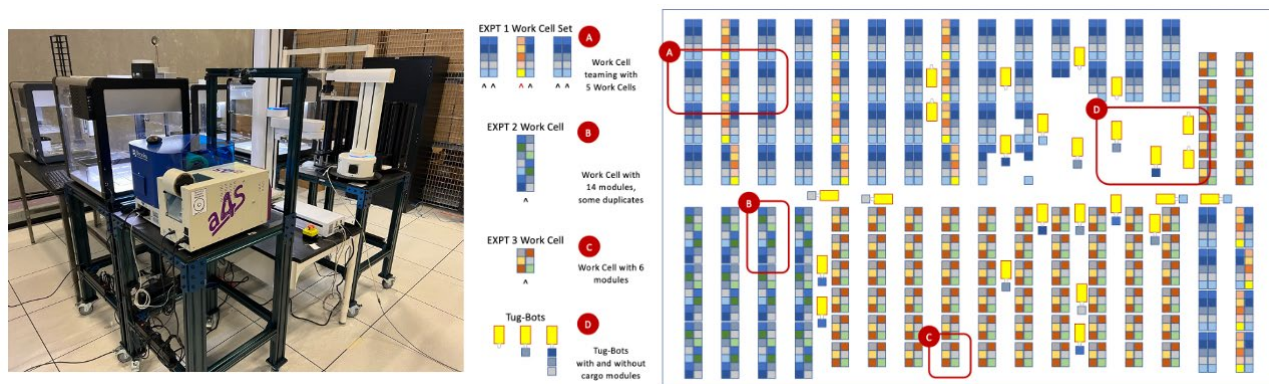 a4s
EXPT 1 Work Cell Set
A
Work Cell
teaming with
5 Work Cells
^ ^
^ ^
^ ^
EXPT 2 Work Cell
B
Work Cell with
14 modules,
some duplicates
^
EXPT 3 Work Cell
C
Work Cell with 6
modules
^
Tug-Bots
D
Tug-Bots
with and without
cargo modules
A
D
B
C